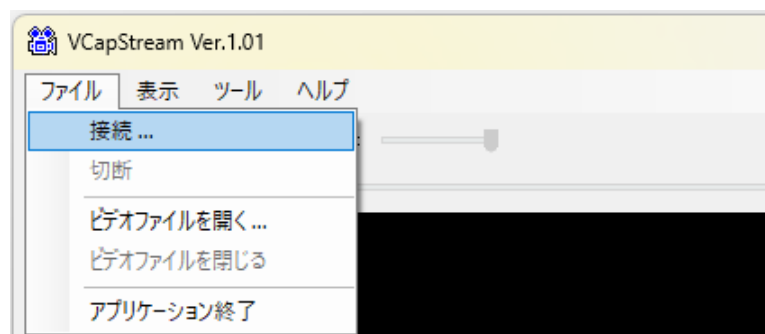 VCapStream Ver.1.01
ファイル 表示 ツール ヘルプ
接続 ...
切断
ビデオファイルを開く ...
ビデオファイルを閉じる
アプリケーション終了